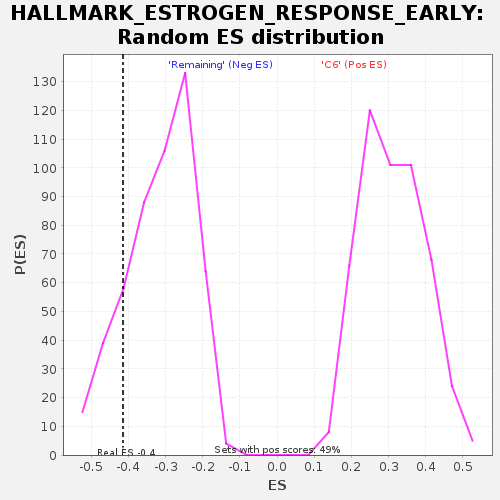 HALLMARK_ESTROGEN_RESPONSE_EARLY:
Random ES distribution
'Remaining' (Neg ES) 'C6' (Pos ES)
130
120
110
100
90
80
70
60
50
40
30
20
10
0
P(ES)
Real ES -0.4
Sets with pos scores: 49%
-0.5 -0.4 -0.3 -0.2 -0.1 0.0 0.1 0.2 0.3 0.4 0.5
ES